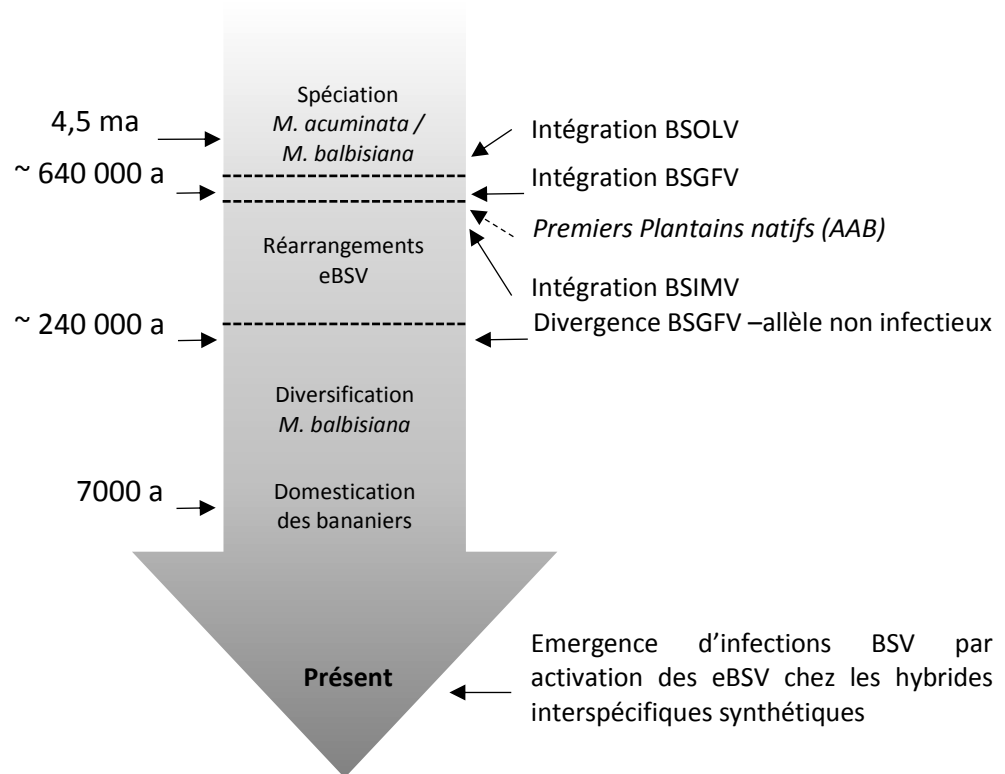 Spéciation
M. acuminata /
M. balbisiana
4,5 ma
~ 640 000 a
Intégration BSOLV
Intégration BSGFV
Premiers Plantains natifs (AAB)
Réarrangements
eBSV
Intégration BSIMV
~ 240 000 a
Divergence BSGFV –allèle non infectieux
Diversification
M. balbisiana
7000 a
Domestication
des bananiers
Présent
Emergence d’infections BSV par
activation des eBSV chez les hybrides
interspécifiques synthétiques